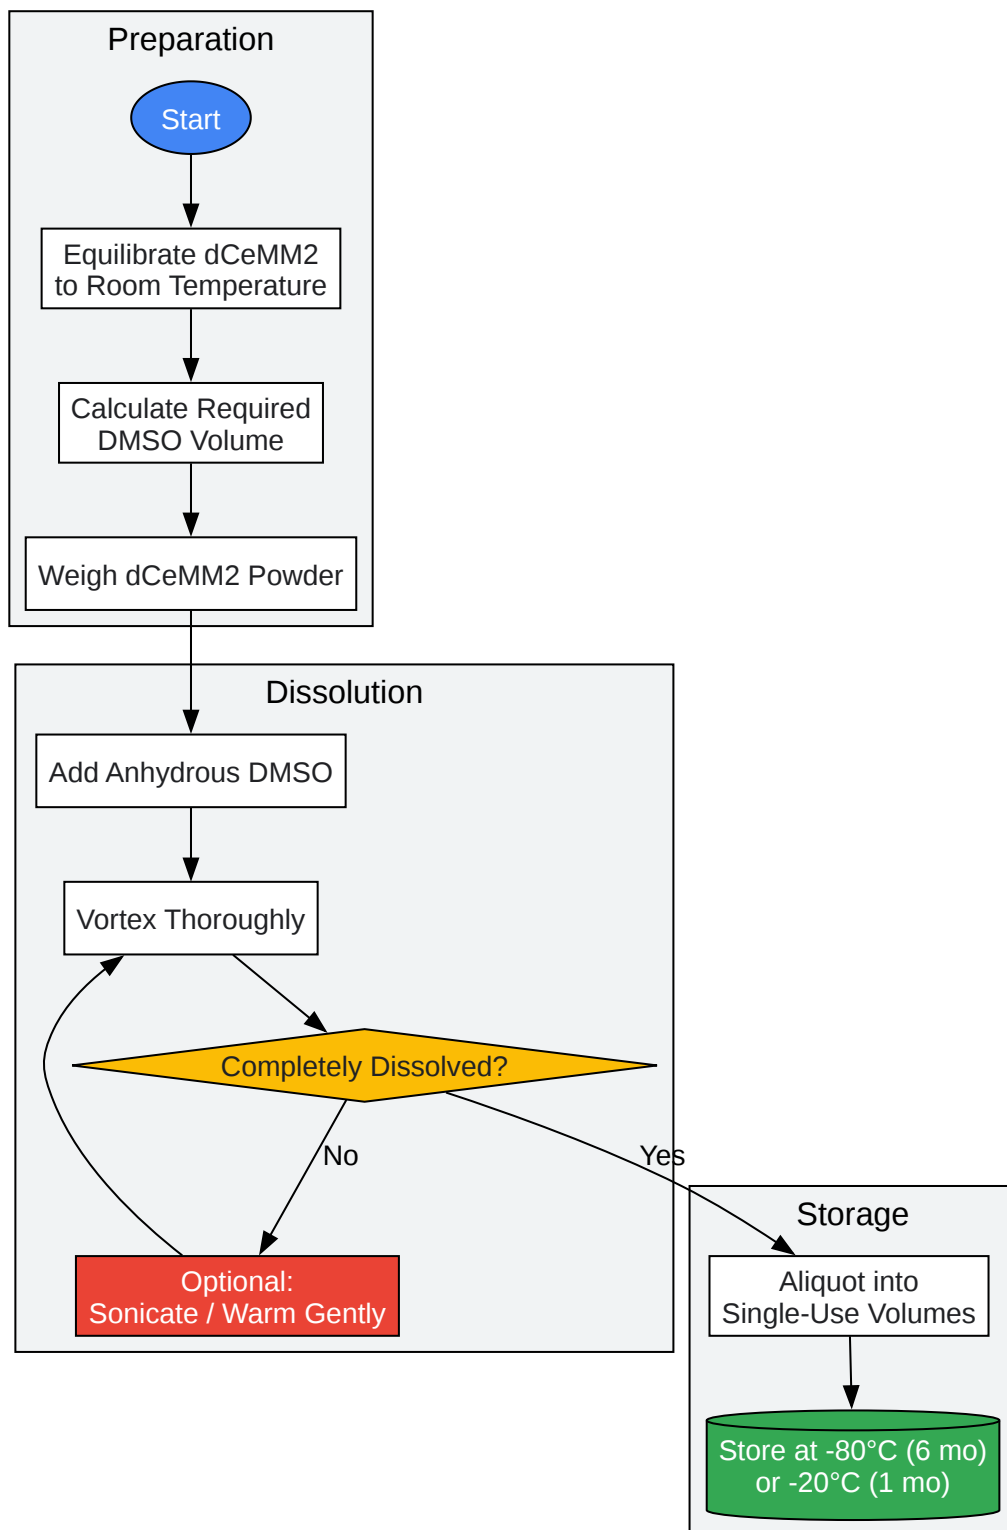 Preparation
Start
Equilibrate dCeMM2
to Room Temperature
Calculate Required
DMSO Volume
Weigh dCeMM2 Powder
Dissolution
Add Anhydrous DMSO
Vortex Thoroughly
Completely Dissolved?
No
Yes
Optional:
Sonicate / Warm Gently
Storage
Aliquot into
Single-Use Volumes
Store at -80°C (6 mo)
or -20°C (1 mo)